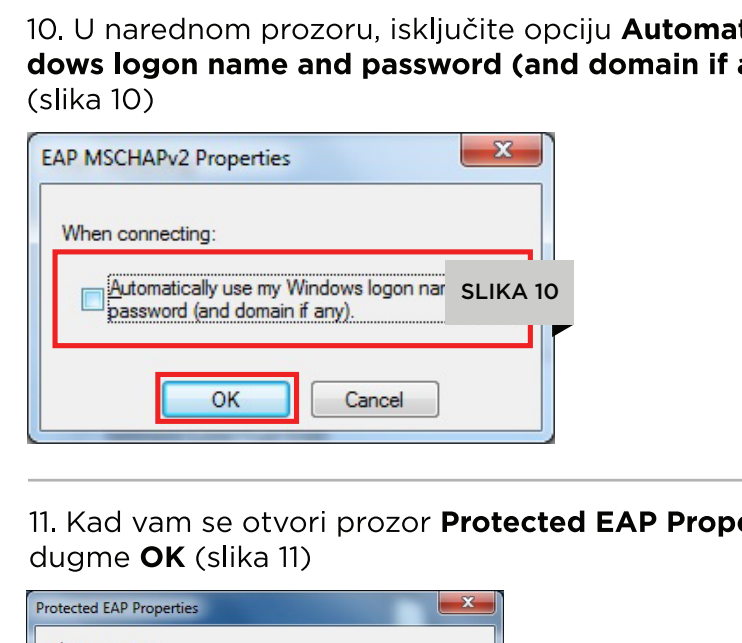 10. U narednom prozoru, isključite opciju Automat
dows logon name and password (and domain if a
(slika 10)
EAP MSCHAPv2 Properties
When connecting:
Automatically use my Windows logon nar
password (and domain if any).
SLIKA 10
OK Cancel
11. Kad vam se otvori prozor Protected EAP Prope
dugme OK (slika 11)
Protected EAP Properties